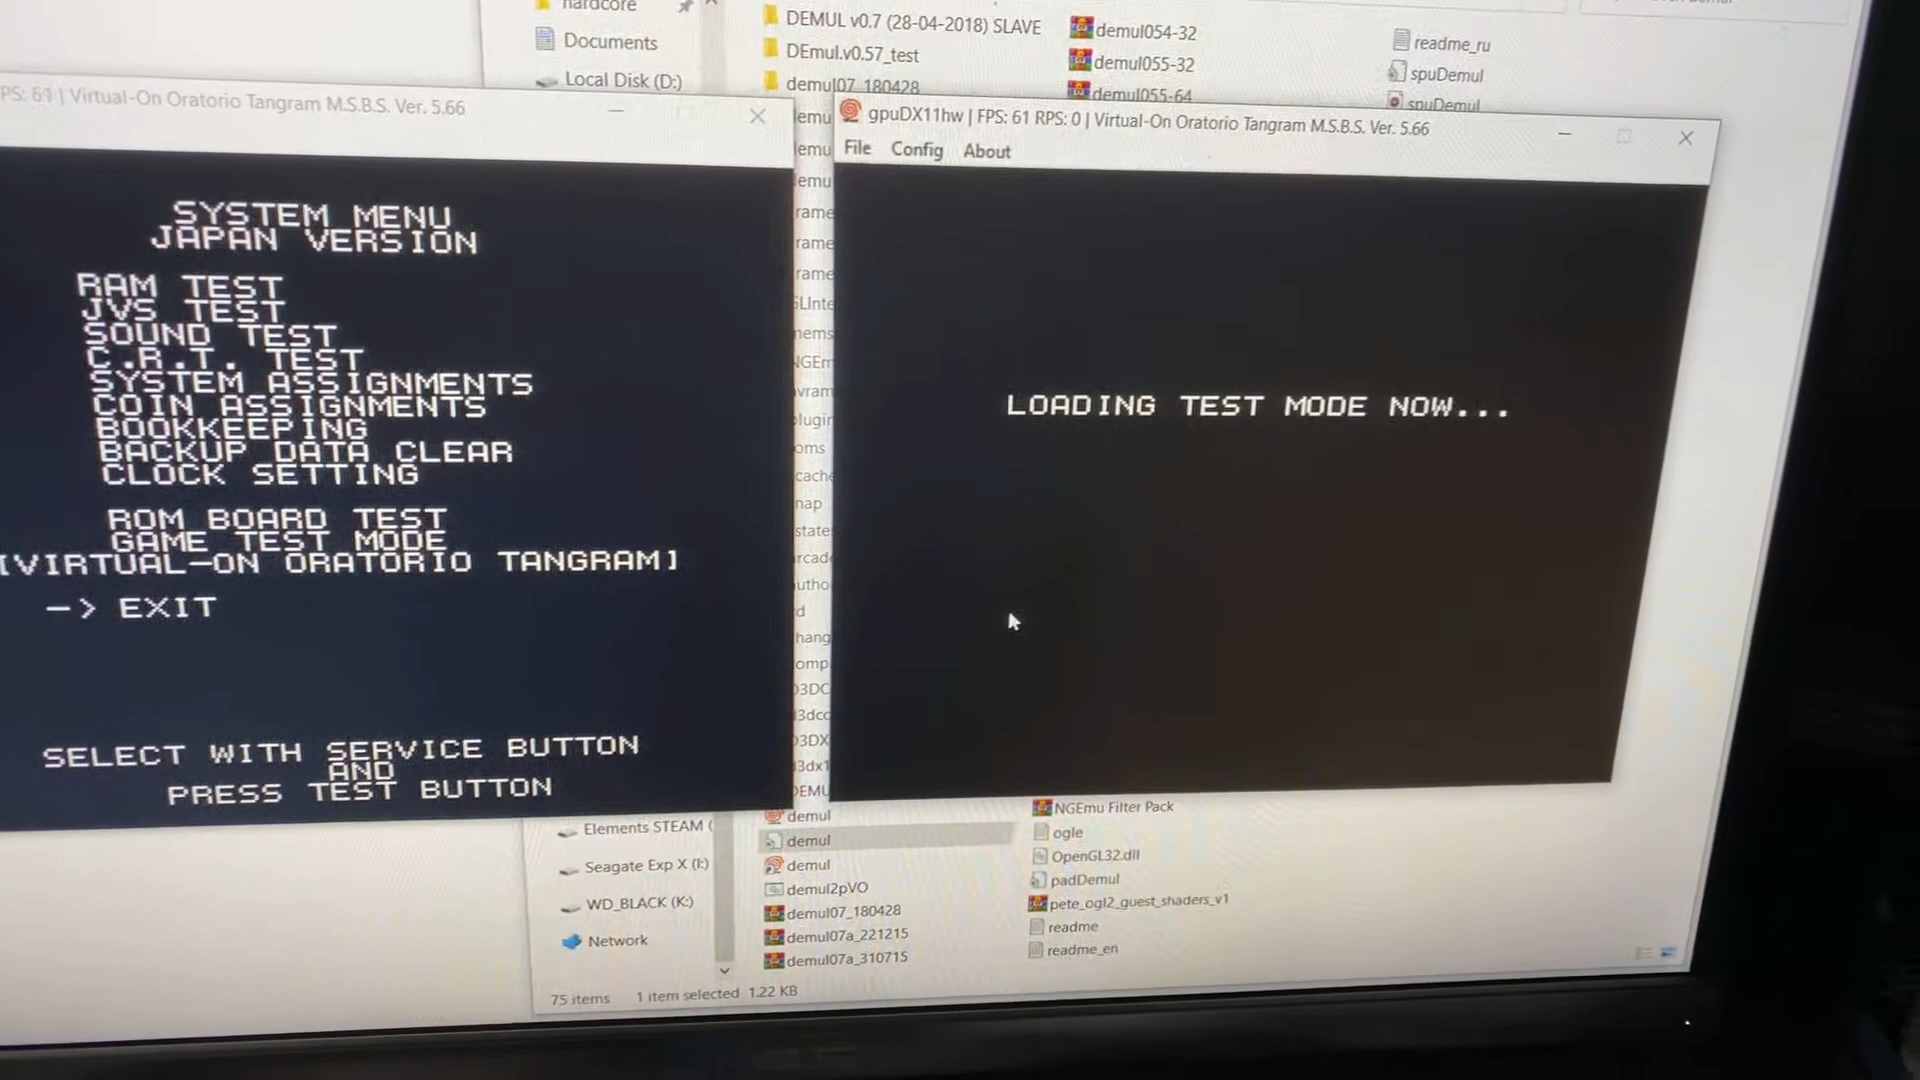 hardcore
Documents
Local Disk (D:)
DEMUL v0.7 (28-04-2018) SLAVE
DEmul.v0.57_test
demul07_180428
demul054-32
demul055-32
demul055-64
readme_ru
spuDemul
spuDemul
PS: 61 | Virtual-On Oratorio Tangram M.S.B.S. Ver. 5.66
SYSTEM MENU
JAPAN VERSION
RAM TEST
JVS TEST
SOUND TEST
C.R.T. TEST
SYSTEM ASSIGNMENTS
COIN ASSIGNMENTS
BOOKKEEPING
BACKUP DATA CLEAR
CLOCK SETTING
ROM BOARD TEST
GAME TEST MODE
[VIRTUAL-ON ORATORIO TANGRAM]
-> EXIT
SELECT WITH SERVICE BUTTON
AND
PRESS TEST BUTTON
gpuDX11hw | FPS: 61 RPS: 0 | Virtual-On Oratorio Tangram M.S.B.S. Ver. 5.66
File Config About
LOADING TEST MODE NOW...
Elements STEAM (
Seagate Exp X (I:)
WD_BLACK (K:)
Network
demul
demul
demul
demul2pVO
demul07_180428
demul07a_221215
demul07a_310715
NGEmu Filter Pack
ogle
OpenGL32.dll
padDemul
pete_ogl2_guest_shaders_v1
readme
readme_en
75 items 1 item selected 1.22 KB